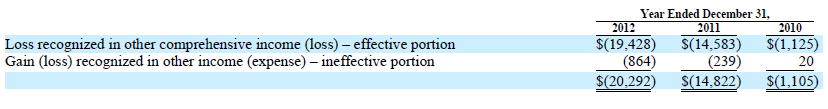 Year Ended December 31,
2012 2011 2010
Loss recognized in other comprehensive income (loss) – effective portion $(19,428) $(14,583) $(1,125)
Gain (loss) recognized in other income (expense) – ineffective portion (864) (239) 20
$(20,292) $(14,822) $(1,105)